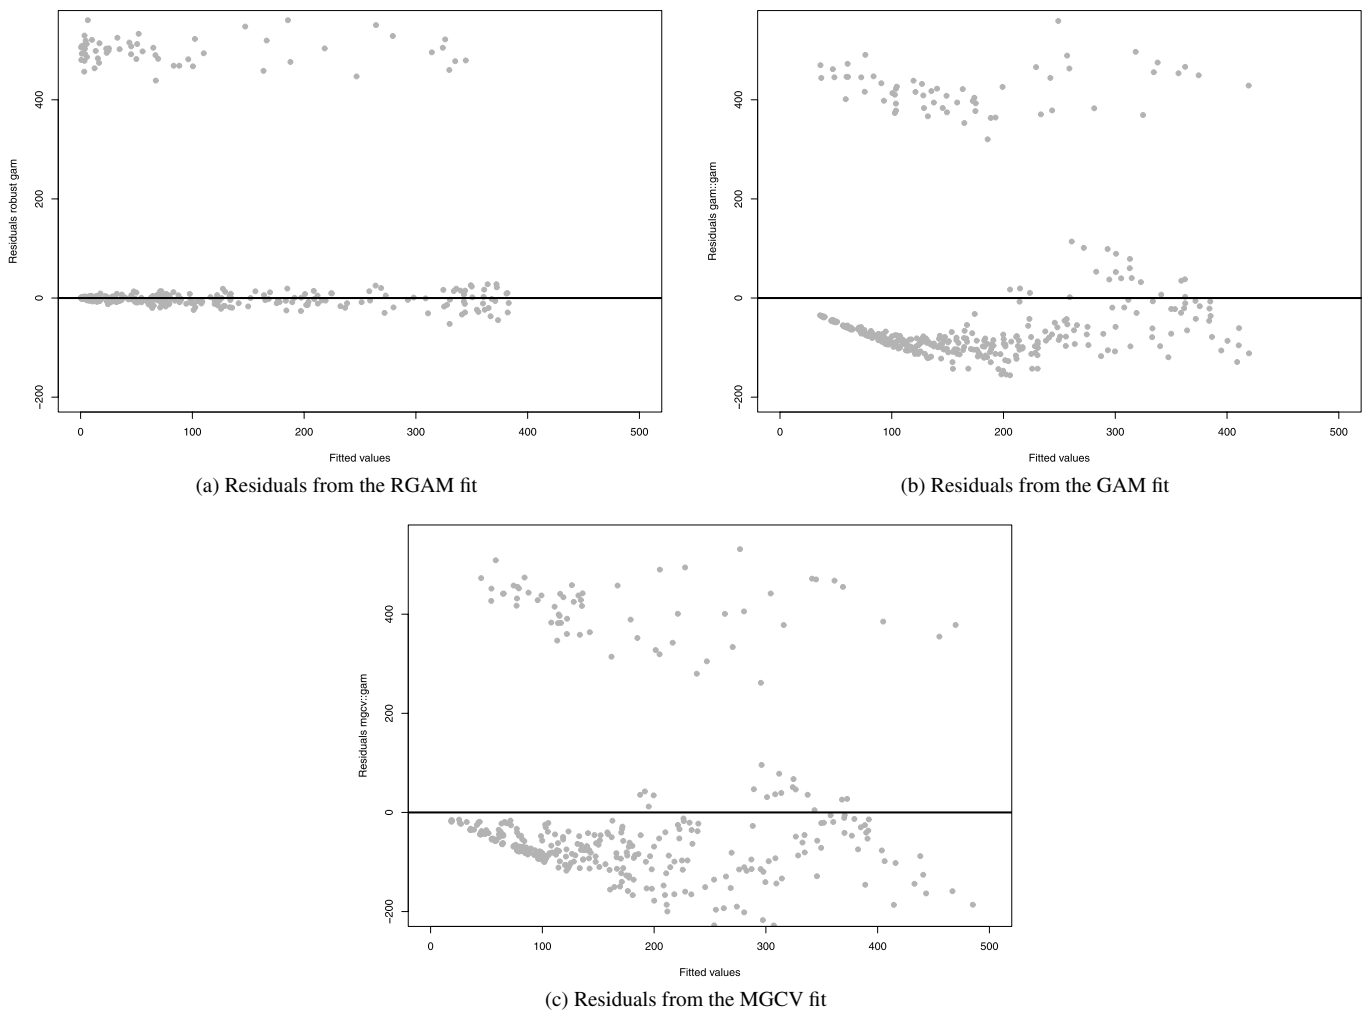 Residuals robust gam
400
200
0
−200
0 100 200 300 400 500
Fitted values
(a) Residuals from the RGAM fit
Residuals gam::gam
400
200
0
−200
0 100 200 300 400 500
Fitted values
(b) Residuals from the GAM fit
Residuals mgcv::gam
400
200
0
−200
0 100 200 300 400 500
Fitted values
(c) Residuals from the MGCV fit